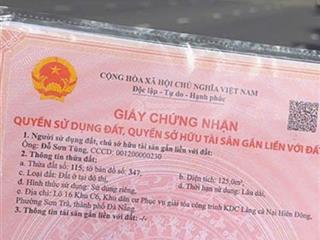 CỘNG HÒA XÃ HỘI CHỦ NGHĨA VIỆT NAM
Độc lập - Tự do - Hạnh phúc
GIẤY CHỨNG NHẬN
QUYỀN SỬ DỤNG ĐẤT, QUYỀN SỞ HỮU TÀI SẢN GẮN LIỀN VỚI ĐẤT
1. Người sử dụng đất, chủ sở hữu tài sản gắn liền với đất:
Ông: Đỗ Sơn Tùng, CCCD: 001200000230
2. Thông tin thửa đất:
a. Thửa đất số: 115; tờ bản đồ số: 347. b. Diện tích: 125,0m².
c. Loại đất: Đất ở tại đô thị, d. Thời hạn sử dụng: Lâu dài.
đ. Hình thức sử dụng: Sử dụng riêng,
e. Địa chỉ: Lô 16 Khu C6, Khu dân cư Phục vụ giải tỏa công trình KDC Làng cá Nại Hiên Đông,
Phường Sơn Trà, thành phố Đà Nẵng
3. Thông tin tài sản gắn liền với đất: -/-